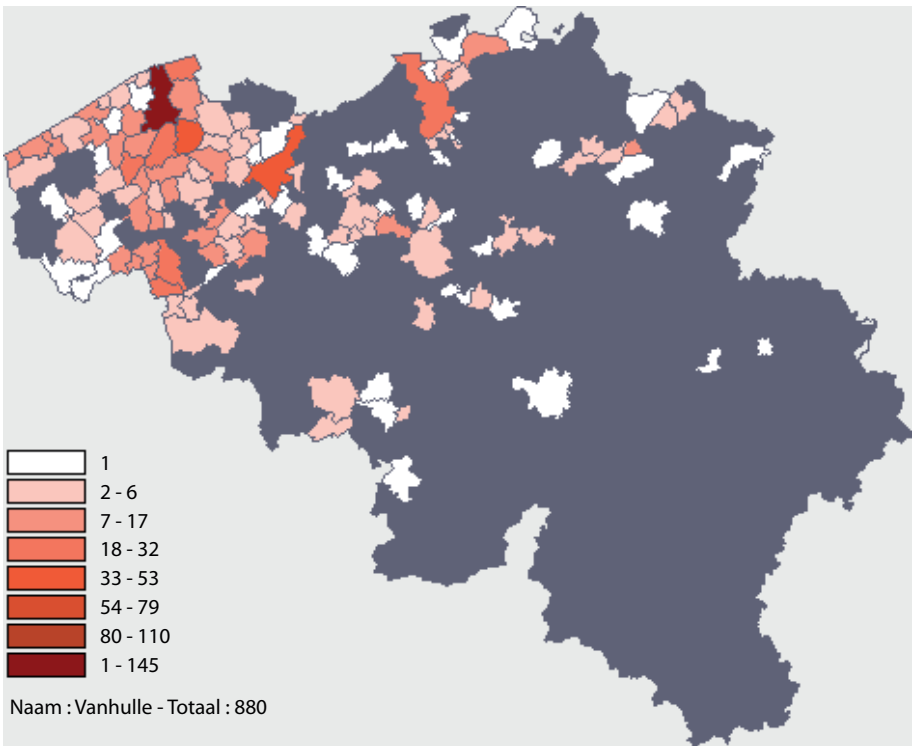 1
2 - 6
7 - 17
18 - 32
33 - 53
54 - 79
80 - 110
1 - 145
Naam : Vanhulle - Totaal : 880